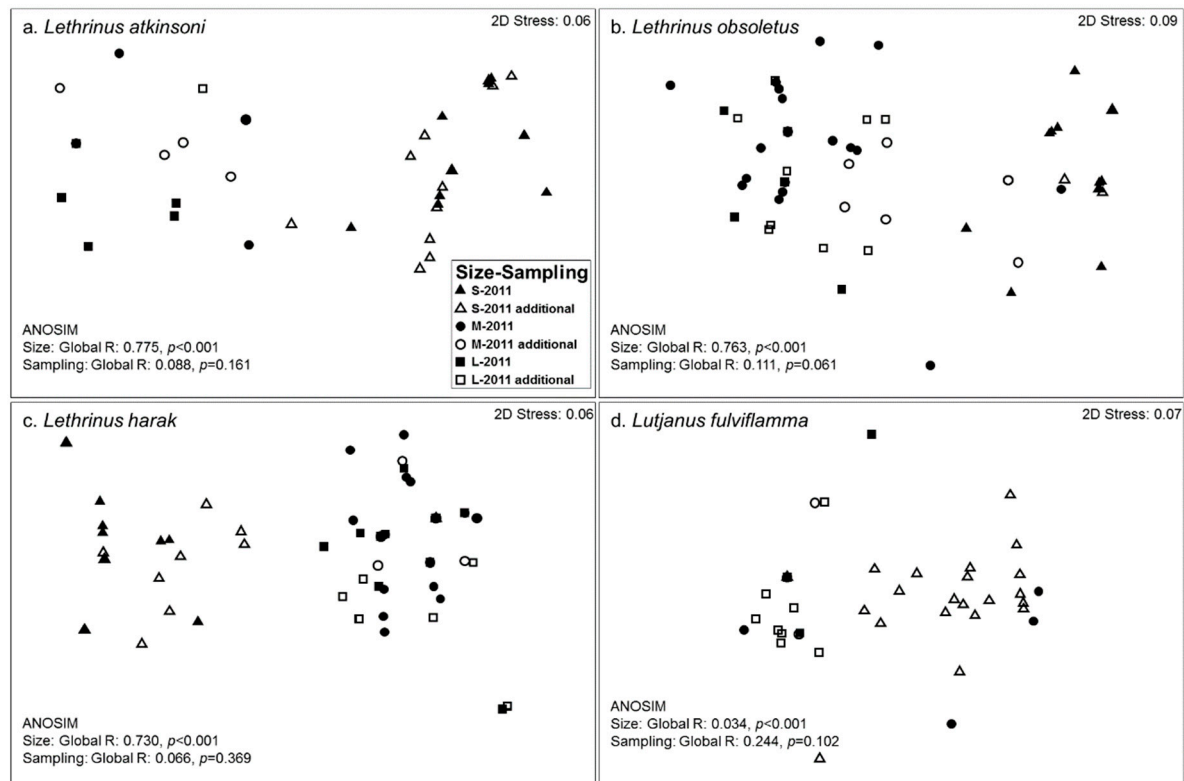 a. Lethrinus atkinsoni
2D Stress: 0.06
Size-Sampling
S-2011
S-2011 additional
M-2011
M-2011 additional
L-2011
L-2011 additional
ANOSIM
Size: Global R: 0.775, p<0.001
Sampling: Global R: 0.088, p=0.161
b. Lethrinus obsoletus
2D Stress: 0.09
ANOSIM
Size: Global R: 0.763, p<0.001
Sampling: Global R: 0.111, p=0.061
c. Lethrinus harak
2D Stress: 0.06
ANOSIM
Size: Global R: 0.730, p<0.001
Sampling: Global R: 0.066, p=0.369
d. Lutjanus fulviflamma
2D Stress: 0.07
ANOSIM
Size: Global R: 0.034, p<0.001
Sampling: Global R: 0.244, p=0.102